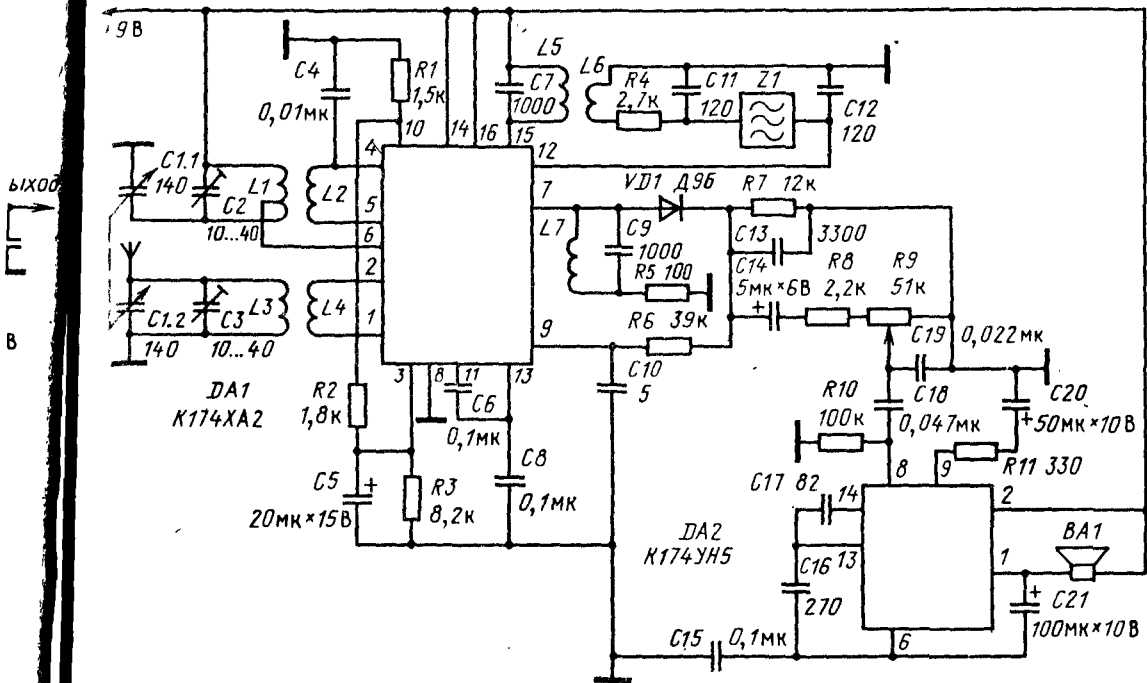 9В
C4
0,01мк
R1
1,5к
L5
C7
1000
L6
R4
2,7к
C11
120
Z1
C12
120
10
14
16
15
4
12
C1.1
140
C2
10...40
L1
L2
5
6
7
VD1
Д9Б
R7
12к
ЫХОД
L7
C9
1000
C13
3300
C14
5мк×6В
R5 100
R8
2,2к
R9
51к
2
1
9
R6
39к
C1.2
140
C3
10...40
L3
L4
В
DA1
К174ХА2
3
8
11
13
C10
5
C19
0,022мк
R2
1,8к
C6
0,1мк
R10
100к
C18
0,047мк
C20
50мк×10В
C5
20мк×15В
R3
8,2к
C8
0,1мк
8
9
R11 330
C17 82
14
2
DA2
К174УН5
13
1
BA1
C16
270
C21
100мк×10В
C15
0,1мк
6